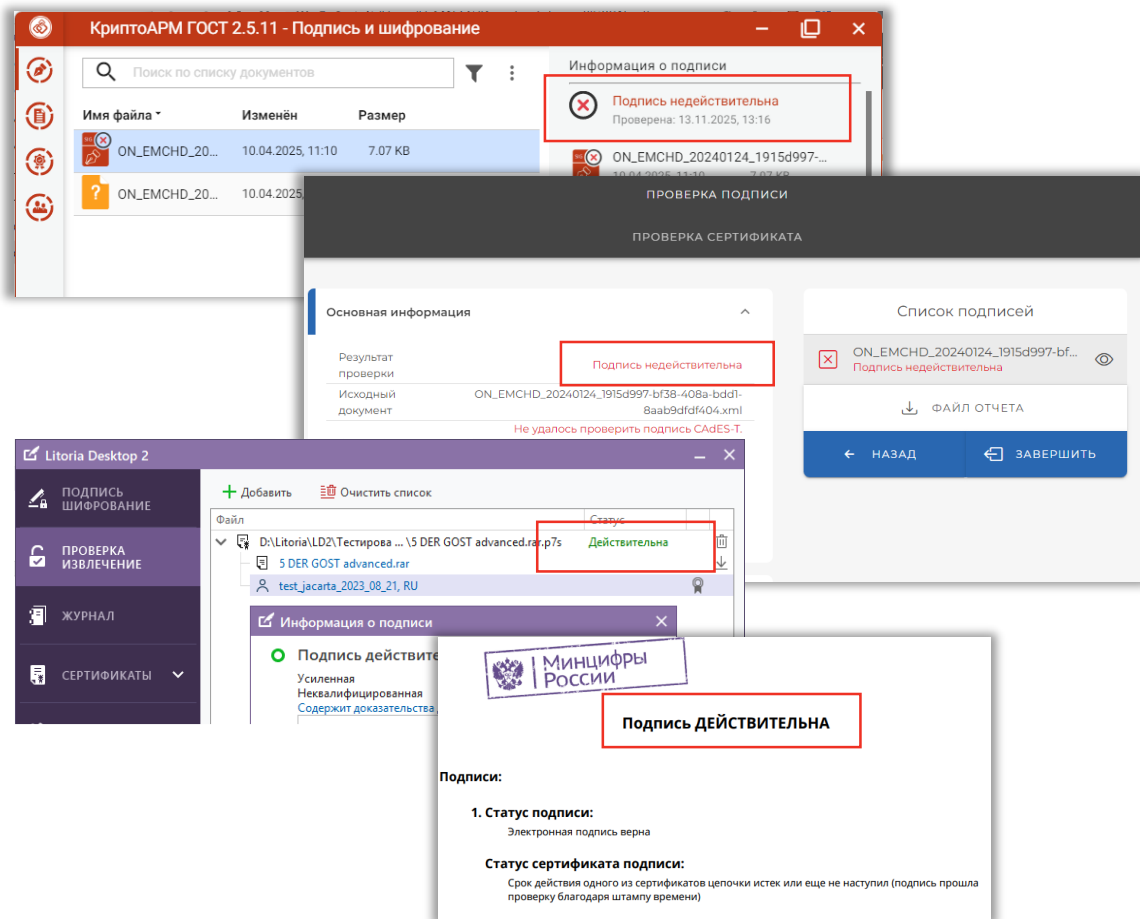 КриптоАРМ ГОСТ 2.5.11 - Подпись и шифрование
Поиск по списку документов
Имя файла
Изменён
Размер
ON_EMCHD_20...
10.04.2025, 11:10
7.07 KB
ON_EMCHD_20...
10.04.2025,
Информация о подписи
Подпись недействительна
Проверена: 13.11.2025, 13:16
ON_EMCHD_20240124_1915d997-...
10.04.2025, 11:10
7.07 KB
ПРОВЕРКА ПОДПИСИ
ПРОВЕРКА СЕРТИФИКАТА
Основная информация
Результат проверки
Подпись недействительна
Исходный документ
ON_EMCHD_20240124_1915d997-bf38-408a-bdd1-
8aab9dfdf404.xml
Не удалось проверить подпись CAdES-T.
Список подписей
ON_EMCHD_20240124_1915d997-bf...
Подпись недействительна
ФАЙЛ ОТЧЕТА
НАЗАД
ЗАВЕРШИТЬ
Litoria Desktop 2
ПОДПИСЬ
ШИФРОВАНИЕ
ПРОВЕРКА
ИЗВЛЕЧЕНИЕ
ЖУРНАЛ
СЕРТИФИКАТЫ
Добавить
Очистить список
Файл
Статус
D:\Litoria\LD2\Тестирова ... \5 DER GOST advanced.rar.p7s
Действительна
5 DER GOST advanced.rar
test_jacarta_2023_08_21, RU
Информация о подписи
Подпись действите
Усиленная
Неквалифицированная
Содержит доказательства
Минцифры
России
Подпись ДЕЙСТВИТЕЛЬНА
Подписи:
1. Статус подписи:
Электронная подпись верна
Статус сертификата подписи:
Срок действия одного из сертификатов цепочки истек или еще не наступил (подпись прошла
проверку благодаря штампу времени)